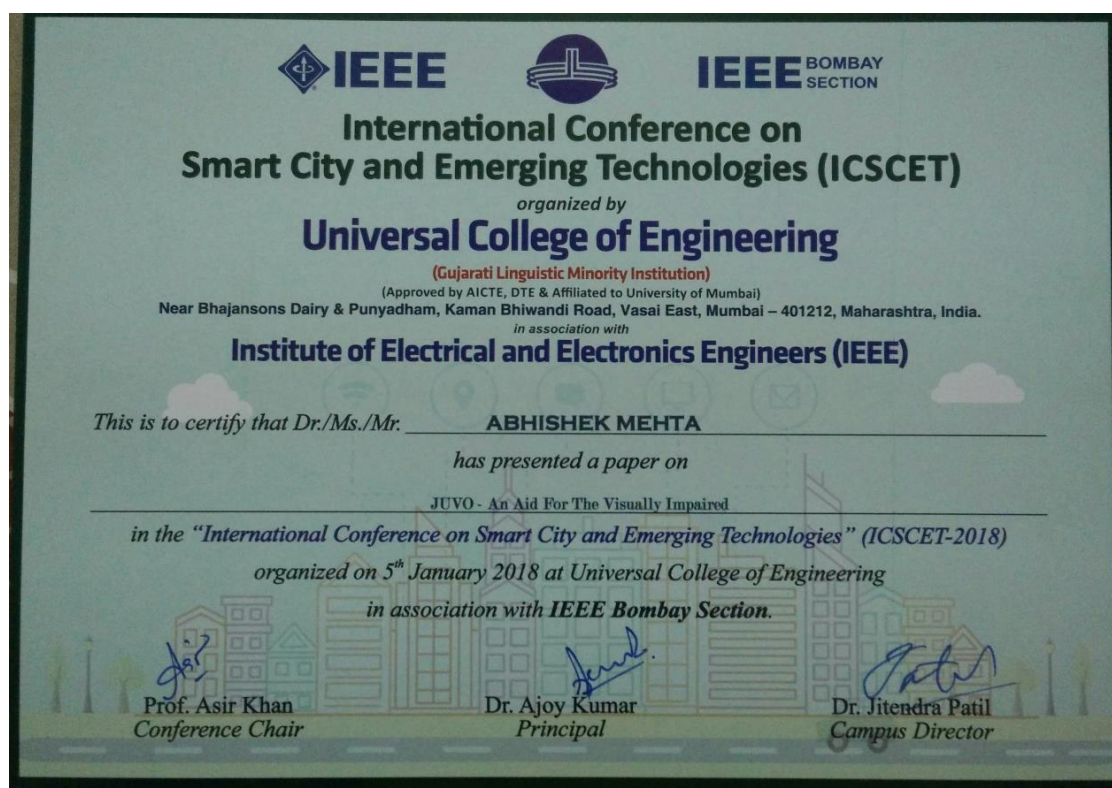 IEEE
IEEE BOMBAY SECTION
International Conference on
Smart City and Emerging Technologies (ICSCET)
organized by
Universal College of Engineering
(Gujarati Linguistic Minority Institution)
(Approved by AICTE, DTE & Affiliated to University of Mumbai)
Near Bhajansons Dairy & Punyadham, Kaman Bhiwandi Road, Vasai East, Mumbai – 401212, Maharashtra, India.
in association with
Institute of Electrical and Electronics Engineers (IEEE)
This is to certify that Dr./Ms./Mr. ABHISHEK MEHTA
has presented a paper on
JUVO - An Aid For The Visually Impaired
in the "International Conference on Smart City and Emerging Technologies" (ICSCET-2018)
organized on 5th January 2018 at Universal College of Engineering
in association with IEEE Bombay Section.
Prof. Asir Khan
Conference Chair
Dr. Ajoy Kumar
Principal
Dr. Jitendra Patil
Campus Director